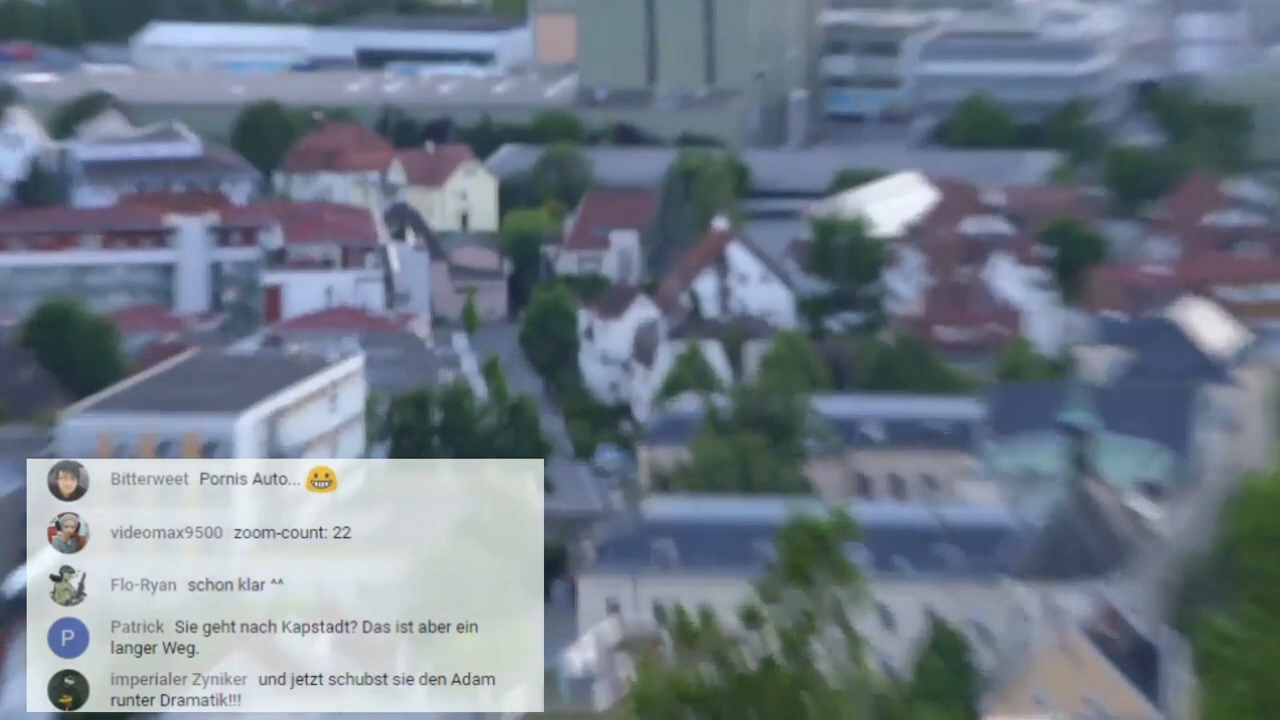 Bitterweet Pornis Auto... 😀
videomax9500 zoom-count: 22
Flo-Ryan schon klar ^^
P Patrick Sie geht nach Kapstadt? Das ist aber ein
langer Weg.
imperialer Zyniker und jetzt schubst sie den Adam
runter Dramatik!!!